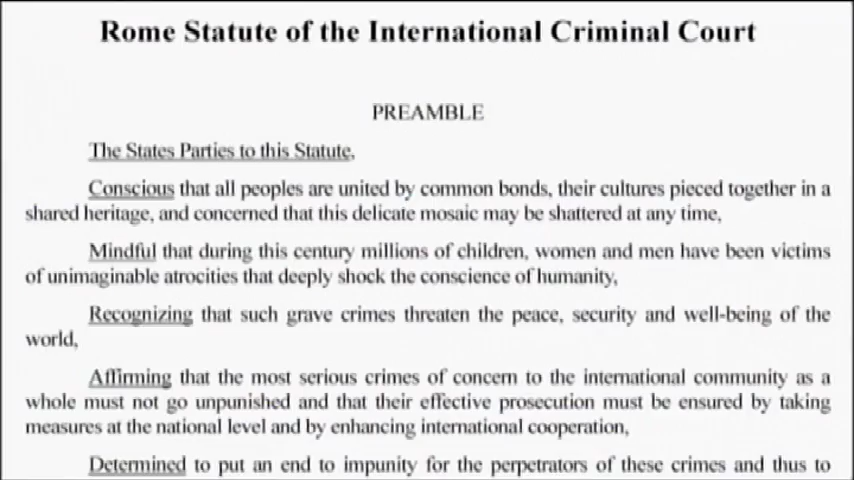 Rome Statute of the International Criminal Court
PREAMBLE
The States Parties to this Statute,
Conscious that all peoples are united by common bonds, their cultures pieced together in a
shared heritage, and concerned that this delicate mosaic may be shattered at any time,
Mindful that during this century millions of children, women and men have been victims
of unimaginable atrocities that deeply shock the conscience of humanity,
Recognizing that such grave crimes threaten the peace, security and well-being of the
world,
Affirming that the most serious crimes of concern to the international community as a
whole must not go unpunished and that their effective prosecution must be ensured by taking
measures at the national level and by enhancing international cooperation,
Determined to put an end to impunity for the perpetrators of these crimes and thus to